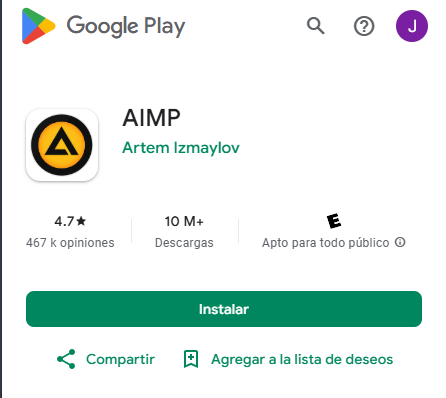 Google Play
J
AIMP
Artem Izmaylov
4.7★
10 M+
E
467 k opiniones
Descargas
Apto para todo público
Instalar
Compartir
Agregar a la lista de deseos